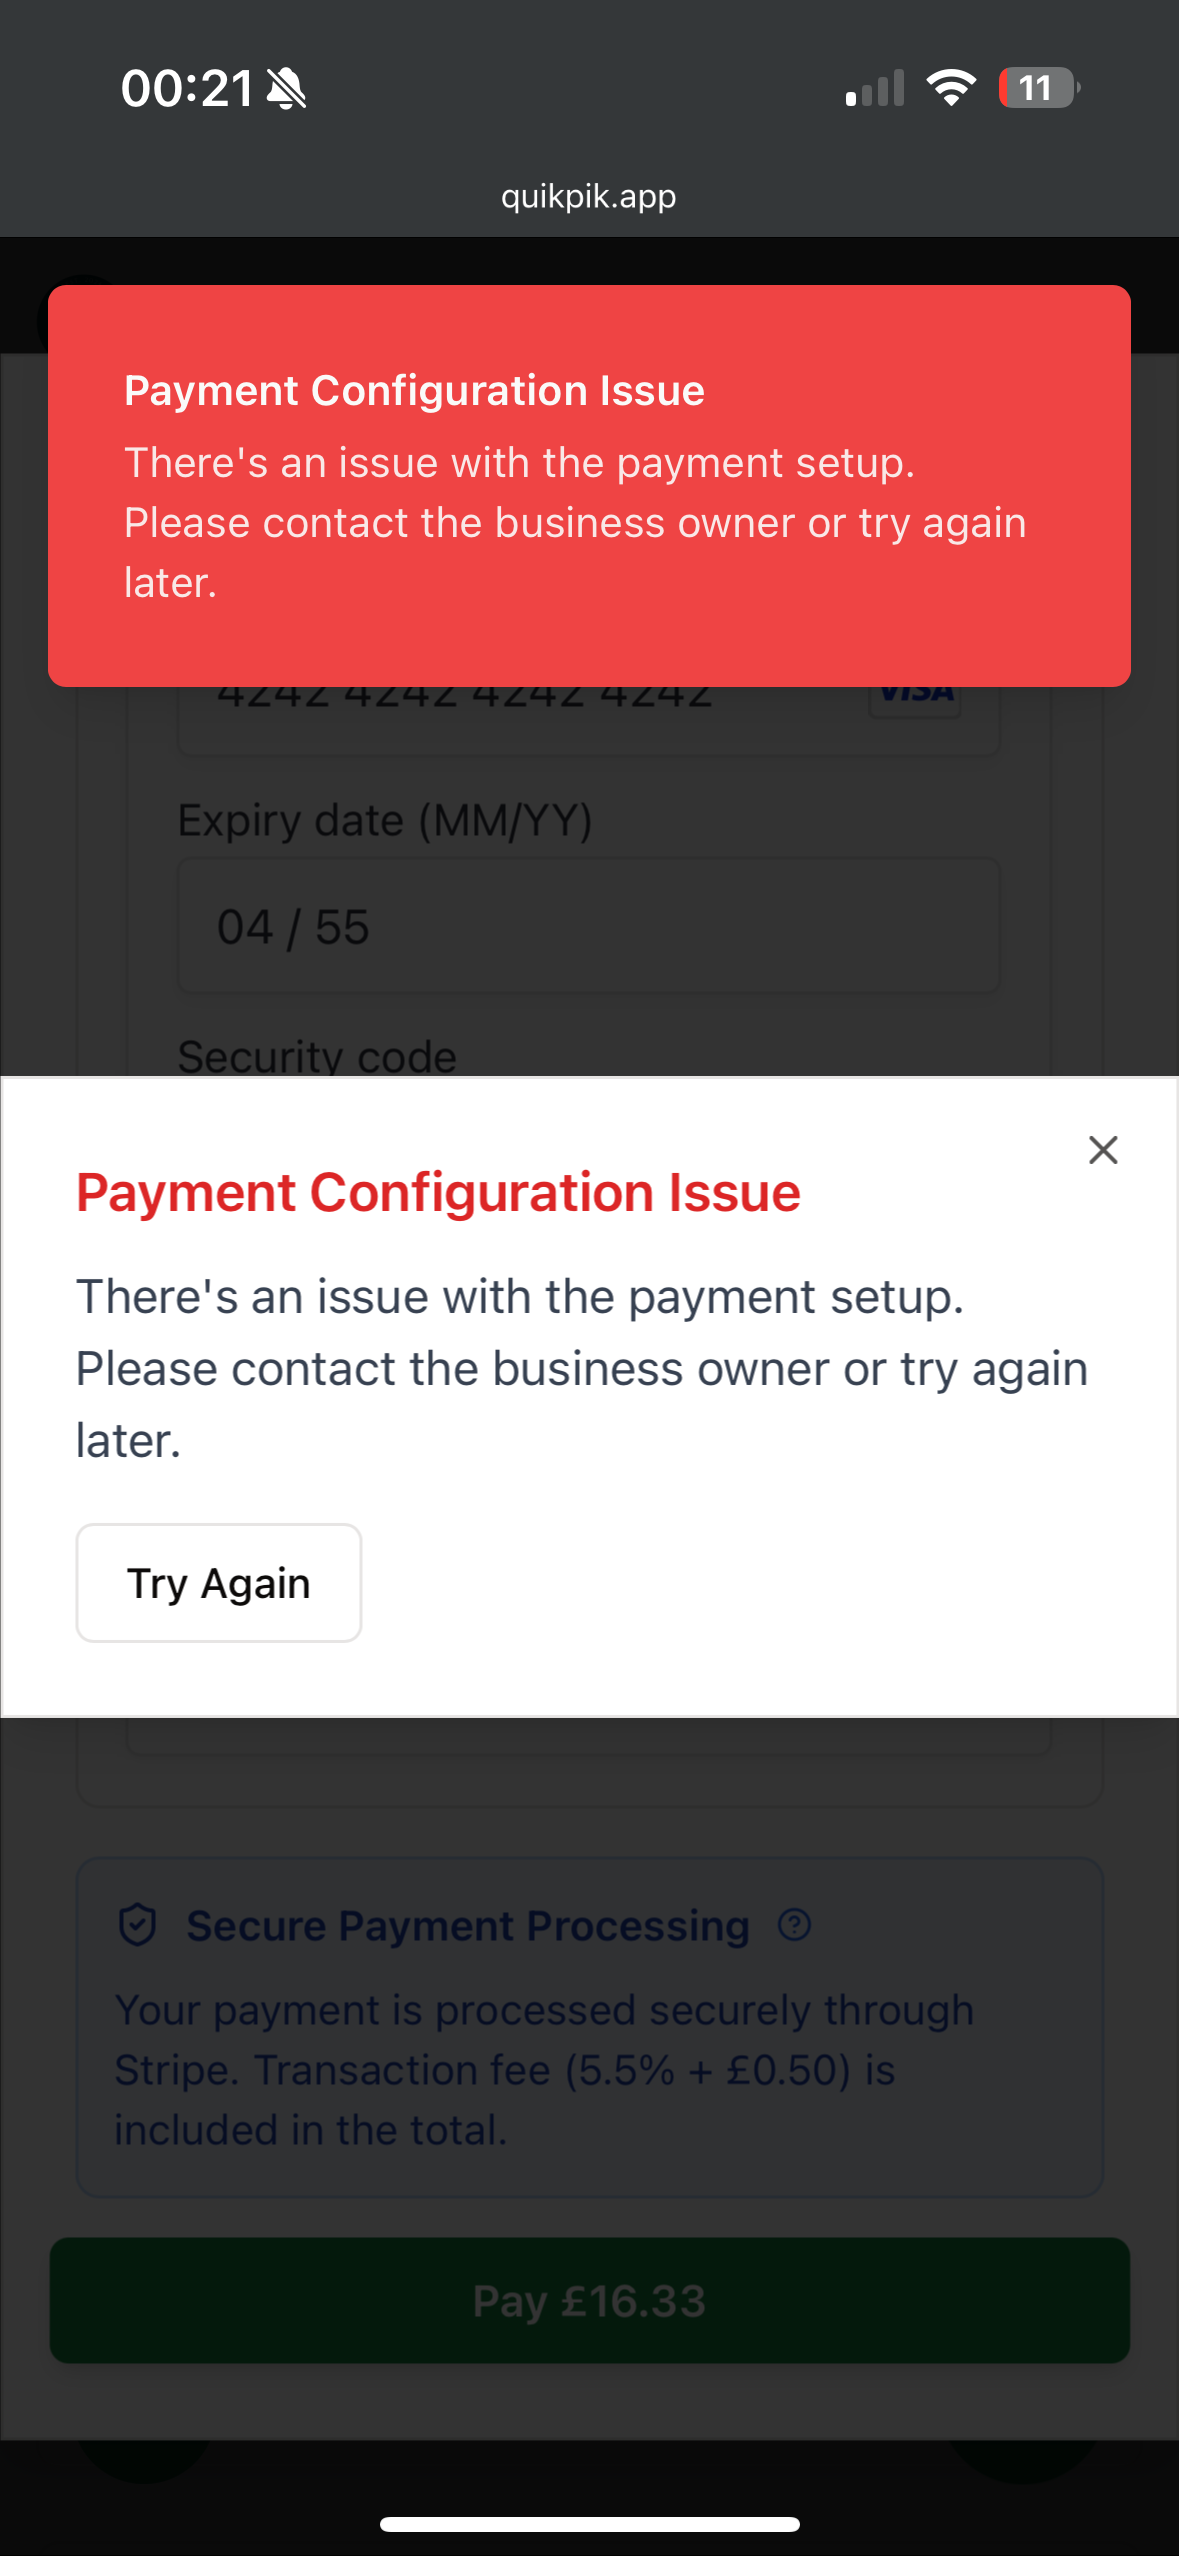 00:21
11
quikpik.app
Payment Configuration Issue
There's an issue with the payment setup.
Please contact the business owner or try again
later.
4242 4242 4242 4242
VISA
Expiry date (MM/YY)
04 / 55
Security code
Payment Configuration Issue
There's an issue with the payment setup.
Please contact the business owner or try again
later.
Try Again
Secure Payment Processing
Your payment is processed securely through
Stripe. Transaction fee (5.5% + £0.50) is
included in the total.
Pay £16.33